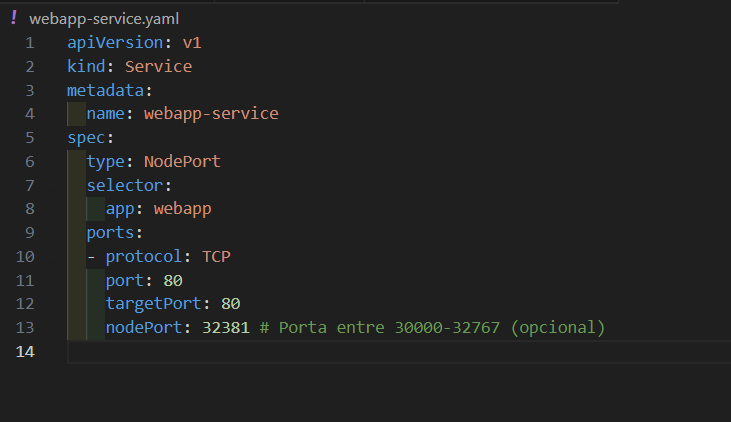 ! webapp-service.yaml
1 apiVersion: v1
2 kind: Service
3 metadata:
4   name: webapp-service
5 spec:
6   type: NodePort
7   selector:
8     app: webapp
9   ports:
10   - protocol: TCP
11     port: 80
12     targetPort: 80
13     nodePort: 32381 # Porta entre 30000-32767 (opcional)
14